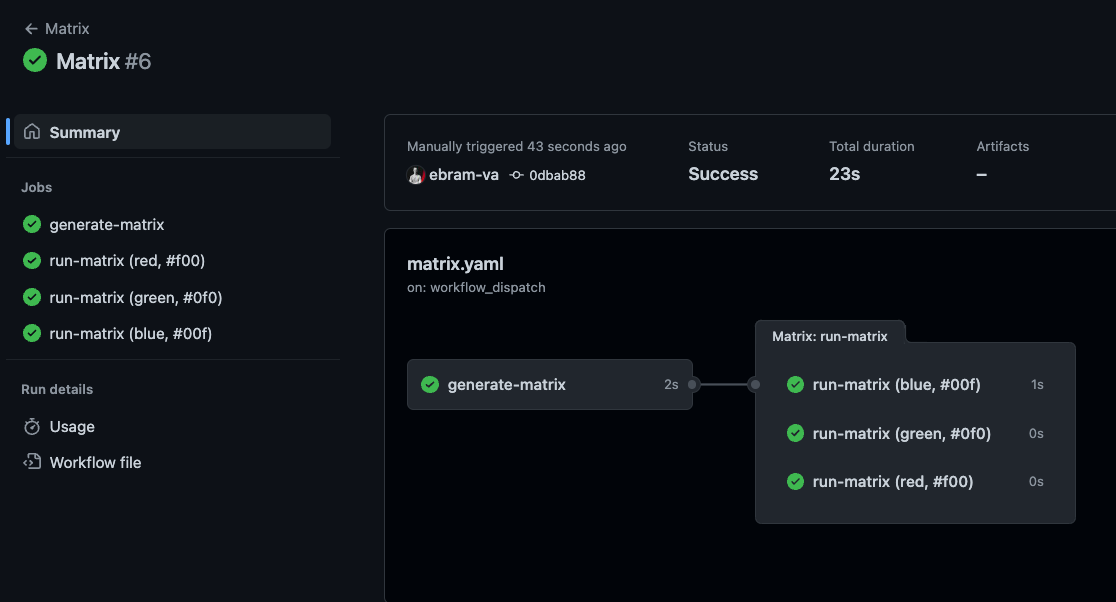 Matrix
Matrix #6
Summary
Jobs
generate-matrix
run-matrix (red, #f00)
run-matrix (green, #0f0)
run-matrix (blue, #00f)
Run details
Usage
Workflow file
Manually triggered 43 seconds ago
ebram-va 0dbab88
Status
Success
Total duration
23s
Artifacts
–
matrix.yaml
on: workflow_dispatch
generate-matrix 2s
Matrix: run-matrix
run-matrix (blue, #00f) 1s
run-matrix (green, #0f0) 0s
run-matrix (red, #f00) 0s